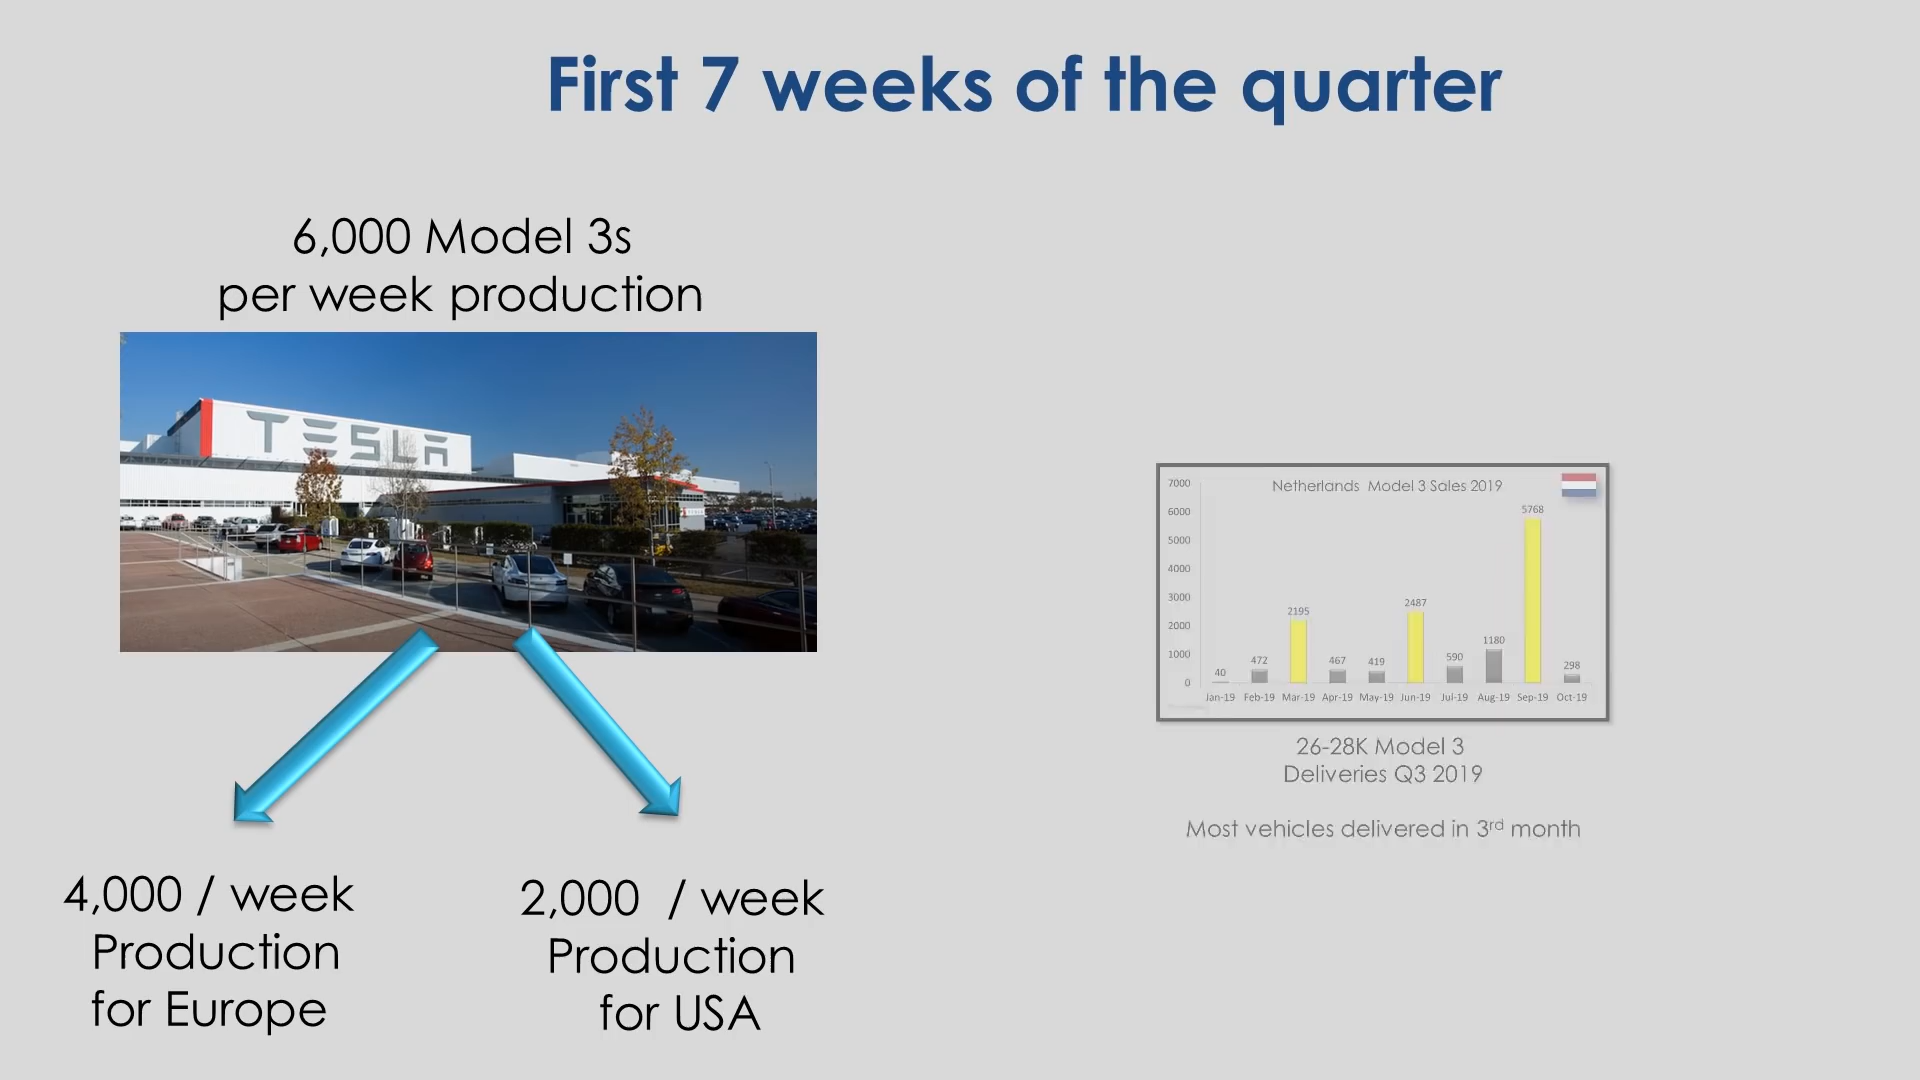 First 7 weeks of the quarter
6,000 Model 3s
per week production
TESLA
4,000 / week
Production
for Europe
2,000 / week
Production
for USA
Netherlands Model 3 Sales 2019
7000
6000
5000
4000
3000
2000
1000
0
40
472
2195
467
419
2487
590
1180
5768
298
Jan-19 Feb-19 Mar-19 Apr-19 May-19 Jun-19 Jul-19 Aug-19 Sep-19 Oct-19
26-28K Model 3
Deliveries Q3 2019
Most vehicles delivered in 3rd month